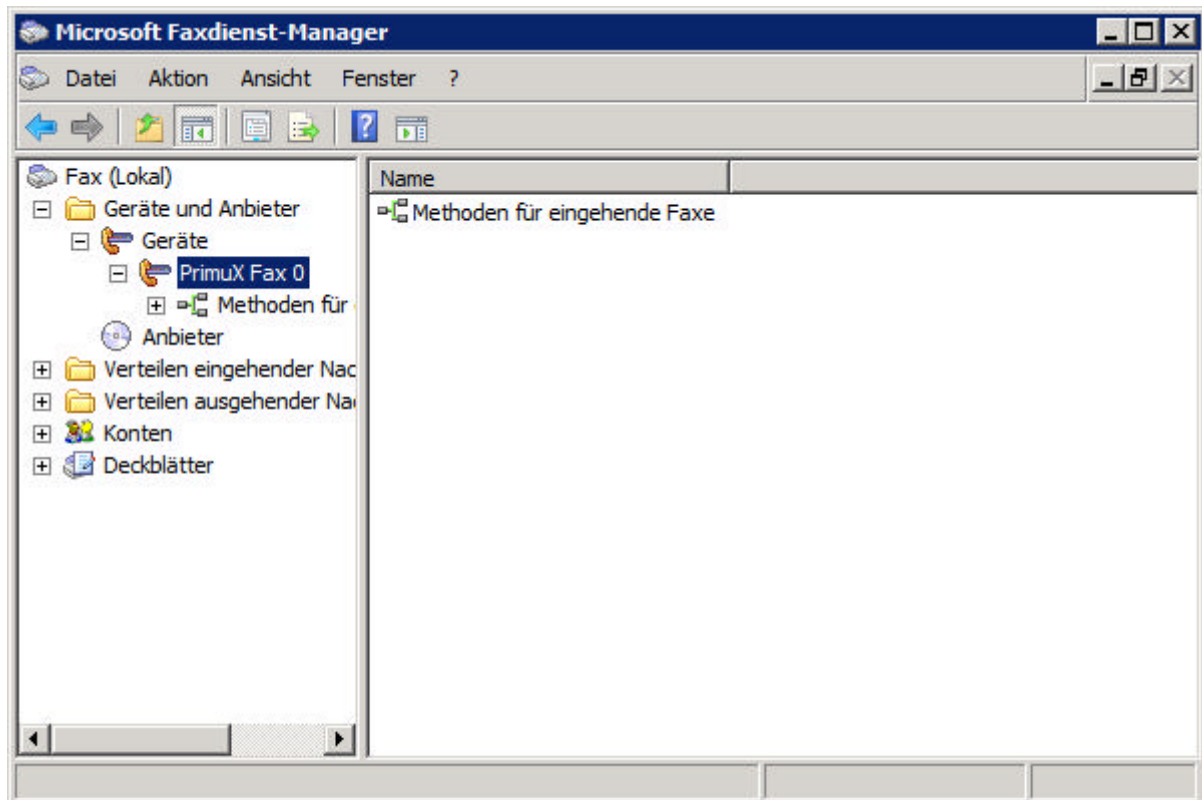 Microsoft Faxdienst-Manager
Datei Aktion Ansicht Fenster ?
Fax (Lokal)
Geräte und Anbieter
Geräte
PrimuX Fax 0
Methoden für
Anbieter
Verteilen eingehender Nac
Verteilen ausgehender Na
Konten
Deckblätter
Name
Methoden für eingehende Faxe